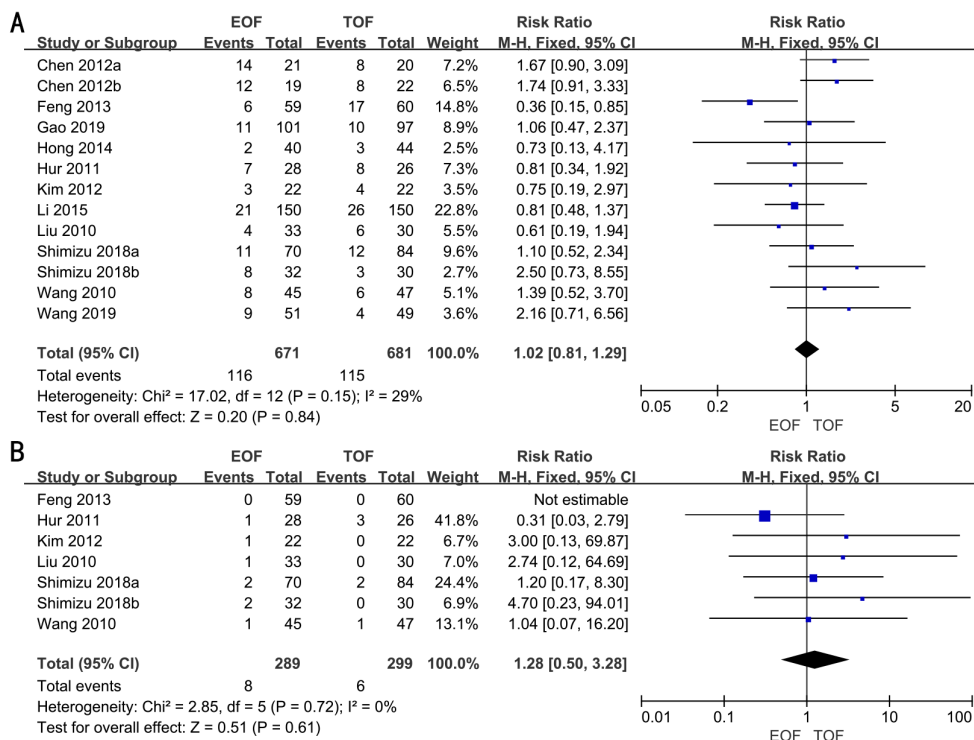 A
EOF TOF Risk Ratio Risk Ratio
Study or Subgroup Events Total Events Total Weight M-H, Fixed, 95% CI M-H, Fixed, 95% CI
Chen 2012a 14 21 8 20 7.2% 1.67 [0.90, 3.09]
Chen 2012b 12 19 8 22 6.5% 1.74 [0.91, 3.33]
Feng 2013 6 59 17 60 14.8% 0.36 [0.15, 0.85]
Gao 2019 11 101 10 97 8.9% 1.06 [0.47, 2.37]
Hong 2014 2 40 3 44 2.5% 0.73 [0.13, 4.17]
Hur 2011 7 28 8 26 7.2% 0.81 [0.34, 1.92]
Kim 2012 3 22 4 22 3.5% 0.75 [0.19, 2.97]
Li 2015 21 150 26 150 22.8% 0.81 [0.48, 1.37]
Liu 2010 4 33 6 30 5.5% 0.61 [0.19, 1.94]
Shimizu 2018a 11 70 12 84 9.6% 1.10 [0.52, 2.34]
Shimizu 2018b 8 32 3 30 2.7% 2.50 [0.73, 8.55]
Wang 2010 8 45 6 47 5.1% 1.39 [0.52, 3.70]
Wang 2019 9 51 4 49 3.6% 2.16 [0.71, 6.56]
Total (95% CI) 671 681 100.0% 1.02 [0.81, 1.29]
Total events 116 115
Heterogeneity: Chi² = 17.02, df = 12 (P = 0.15); I² = 29%
Test for overall effect: Z = 0.20 (P = 0.84)
0.05 0.2 1 5 20
EOF TOF
B
EOF TOF Risk Ratio Risk Ratio
Study or Subgroup Events Total Events Total Weight M-H, Fixed, 95% CI M-H, Fixed, 95% CI
Feng 2013 0 59 0 60 Not estimable
Hur 2011 1 28 3 26 41.8% 0.31 [0.03, 2.79]
Kim 2012 1 22 0 22 6.7% 3.00 [0.13, 69.87]
Liu 2010 1 33 0 30 7.0% 2.74 [0.12, 64.69]
Shimizu 2018a 2 70 2 84 24.4% 1.20 [0.17, 8.30]
Shimizu 2018b 2 32 0 30 6.9% 4.70 [0.23, 94.01]
Wang 2010 1 45 1 47 13.1% 1.04 [0.07, 16.20]
Total (95% CI) 289 299 100.0% 1.28 [0.50, 3.28]
Total events 8 6
Heterogeneity: Chi² = 2.85, df = 5 (P = 0.72); I² = 0%
Test for overall effect: Z = 0.51 (P = 0.61)
0.01 0.1 1 10 100
EOF TOF